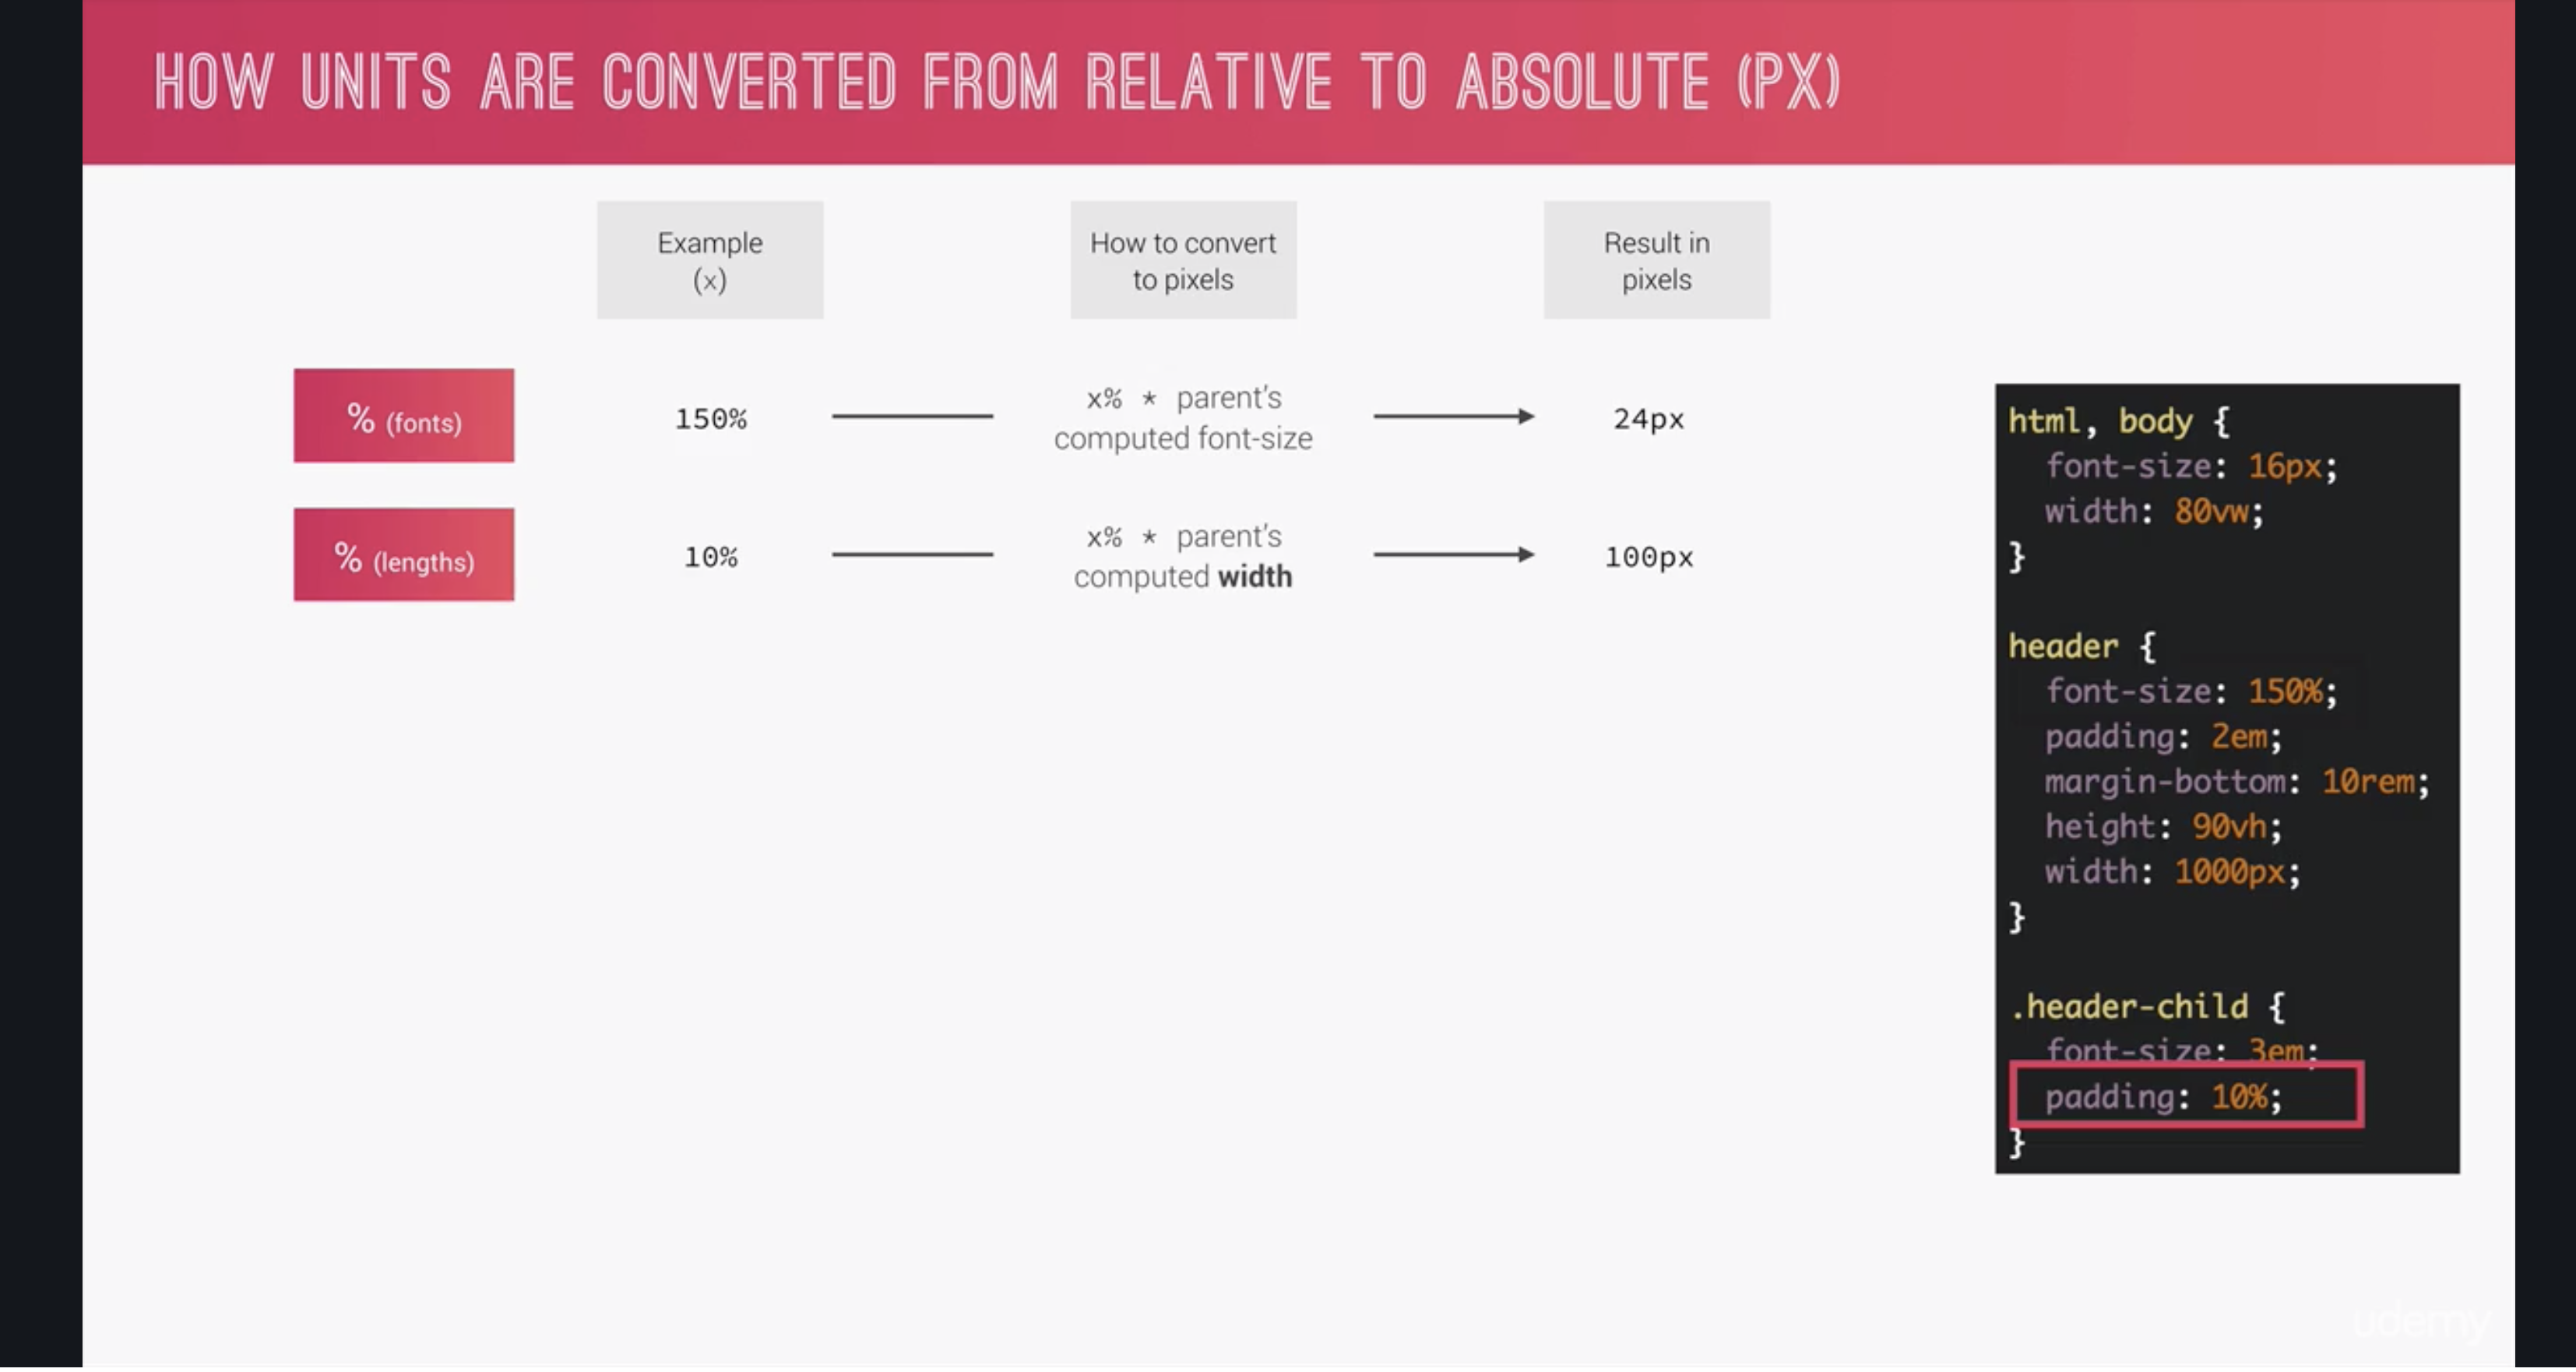 HOW UNITS ARE CONVERTED FROM RELATIVE TO ABSOLUTE (PX)
Example
(x)
How to convert
to pixels
Result in
pixels
% (fonts)
150%
x% * parent's
computed font-size
24px
% (lengths)
10%
x% * parent's
computed width
100px
html, body {
font-size: 16px;
width: 80vw;
}
header {
font-size: 150%;
padding: 2em;
margin-bottom: 10rem;
height: 90vh;
width: 1000px;
}
.header-child {
font-size: 3em;
padding: 10%;
}
udemy